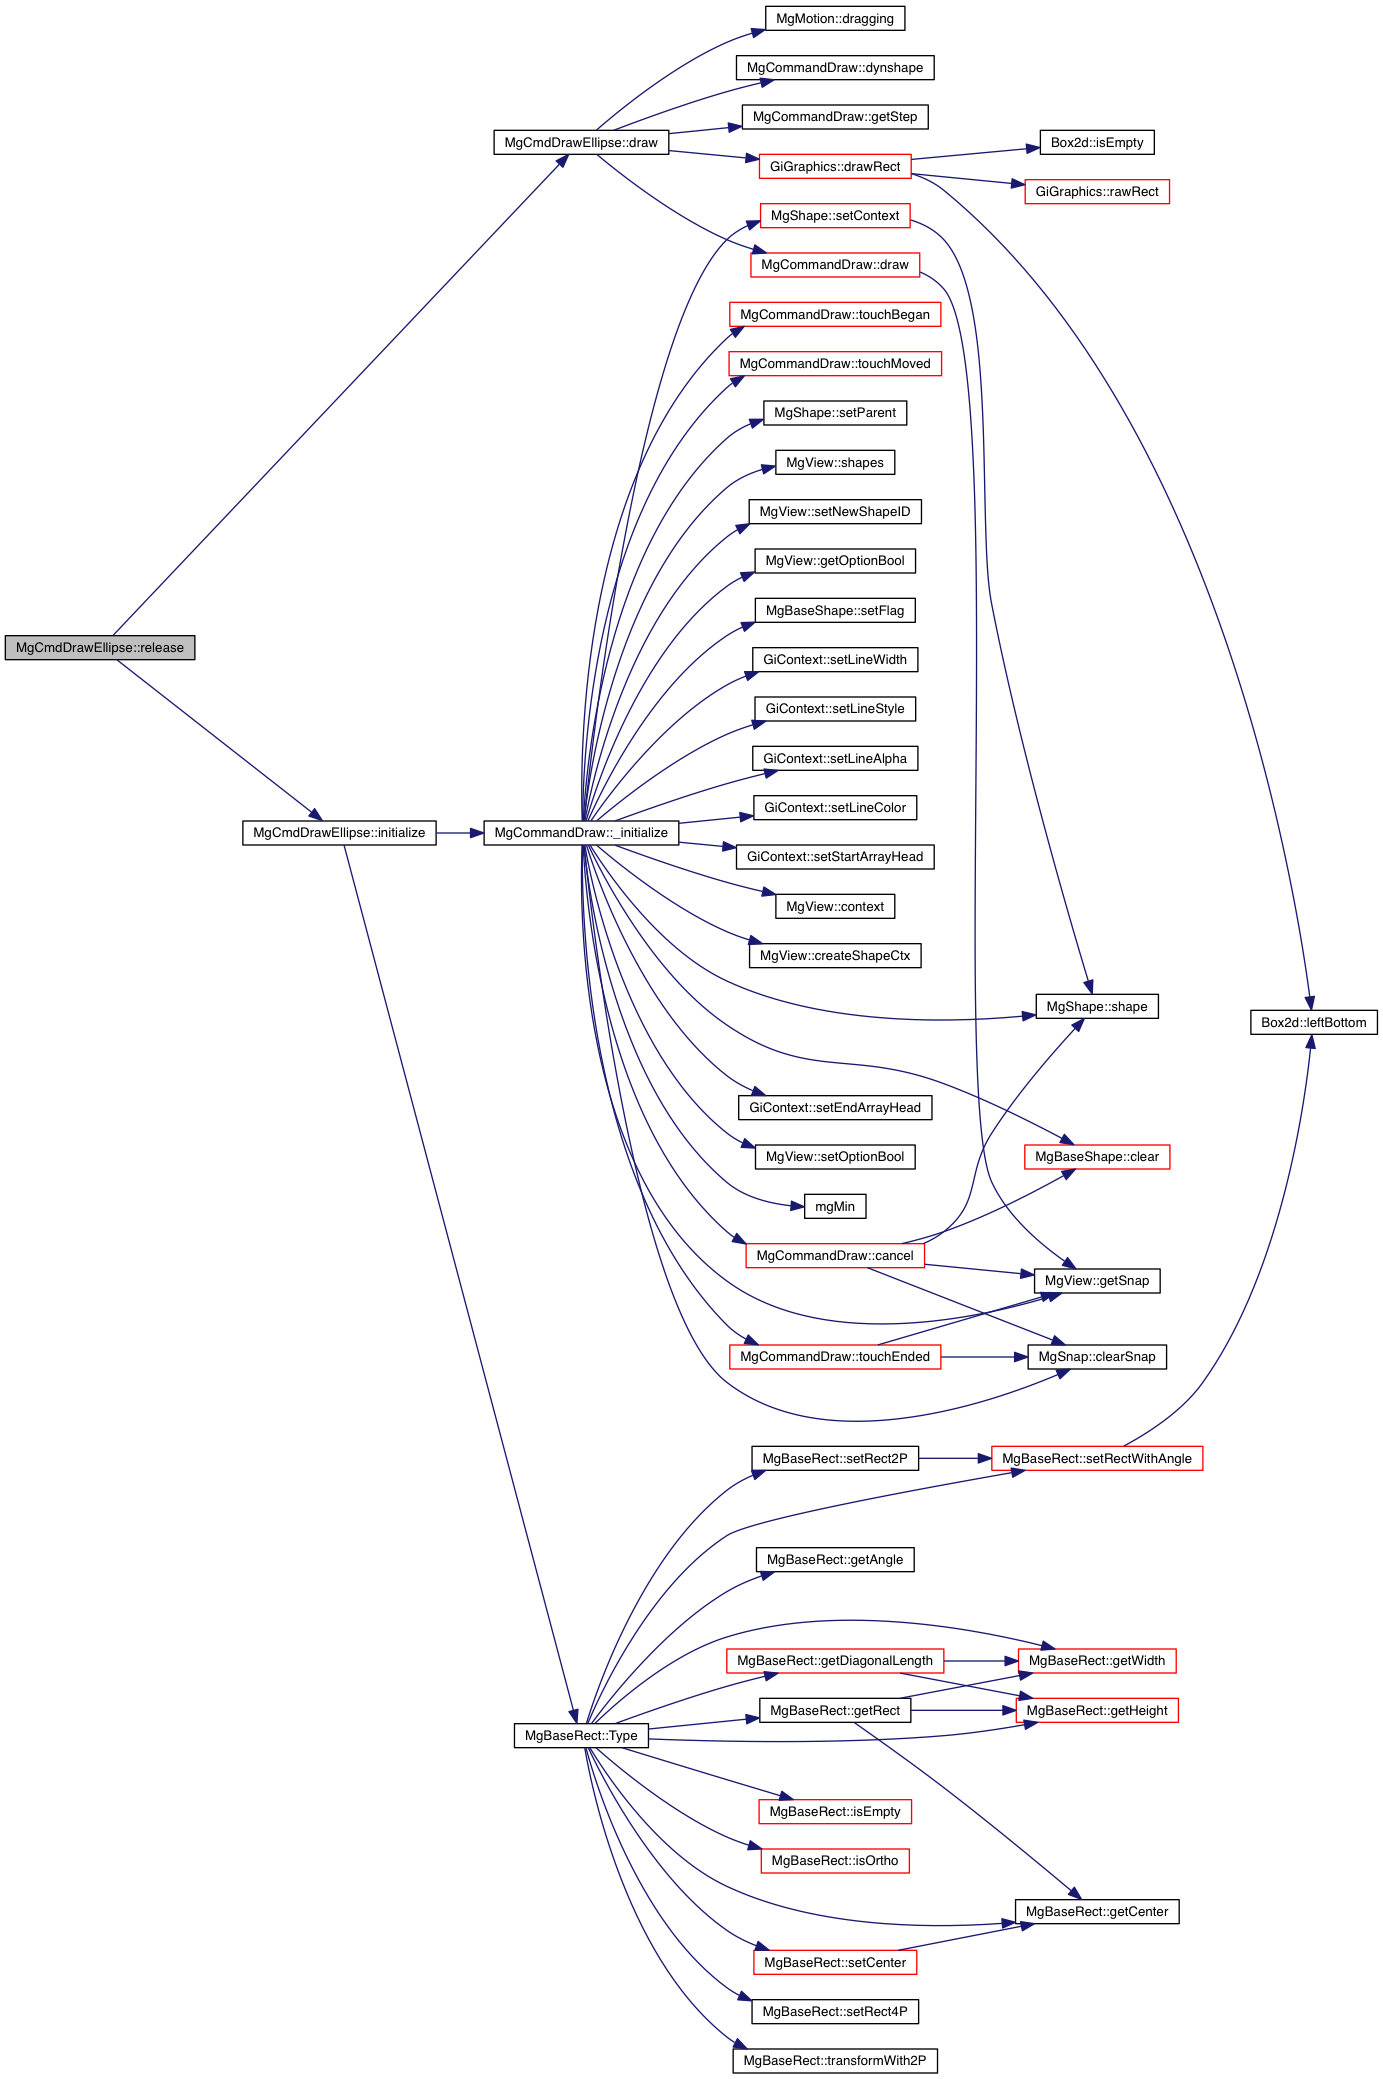 MgMotion::dragging
MgCommandDraw::dynshape
MgCommandDraw::getStep
MgCmdDrawEllipse::draw
Box2d::isEmpty
GiGraphics::drawRect
GiGraphics::rawRect
MgShape::setContext
MgCommandDraw::draw
MgCommandDraw::touchBegan
MgCommandDraw::touchMoved
MgShape::setParent
MgView::shapes
MgView::setNewShapeID
MgView::getOptionBool
MgBaseShape::setFlag
MgCmdDrawEllipse::release
GiContext::setLineWidth
GiContext::setLineStyle
GiContext::setLineAlpha
GiContext::setLineColor
MgCmdDrawEllipse::initialize
MgCommandDraw::_initialize
GiContext::setStartArrayHead
MgView::context
MgView::createShapeCtx
MgShape::shape
Box2d::leftBottom
GiContext::setEndArrayHead
MgView::setOptionBool
MgBaseShape::clear
mgMin
MgCommandDraw::cancel
MgView::getSnap
MgCommandDraw::touchEnded
MgSnap::clearSnap
MgBaseRect::setRect2P
MgBaseRect::setRectWithAngle
MgBaseRect::getAngle
MgBaseRect::getDiagonalLength
MgBaseRect::getWidth
MgBaseRect::getRect
MgBaseRect::getHeight
MgBaseRect::Type
MgBaseRect::isEmpty
MgBaseRect::isOrtho
MgBaseRect::getCenter
MgBaseRect::setCenter
MgBaseRect::setRect4P
MgBaseRect::transformWith2P